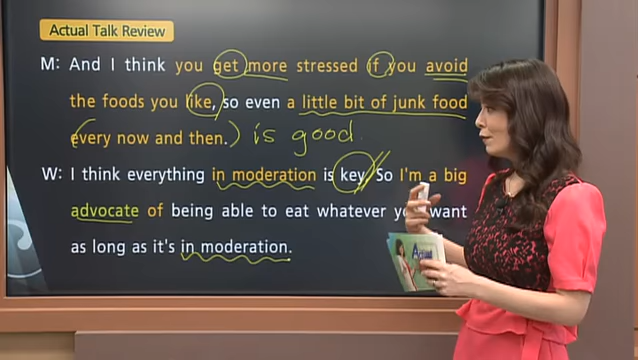 Actual Talk Review
M: And I think you get more stressed if you avoid
the foods you like, so even a little bit of junk food
(every now and then.) is good.
W: I think everything in moderation is key. So I'm a big
advocate of being able to eat whatever you want
as long as it's in moderation.
Actual